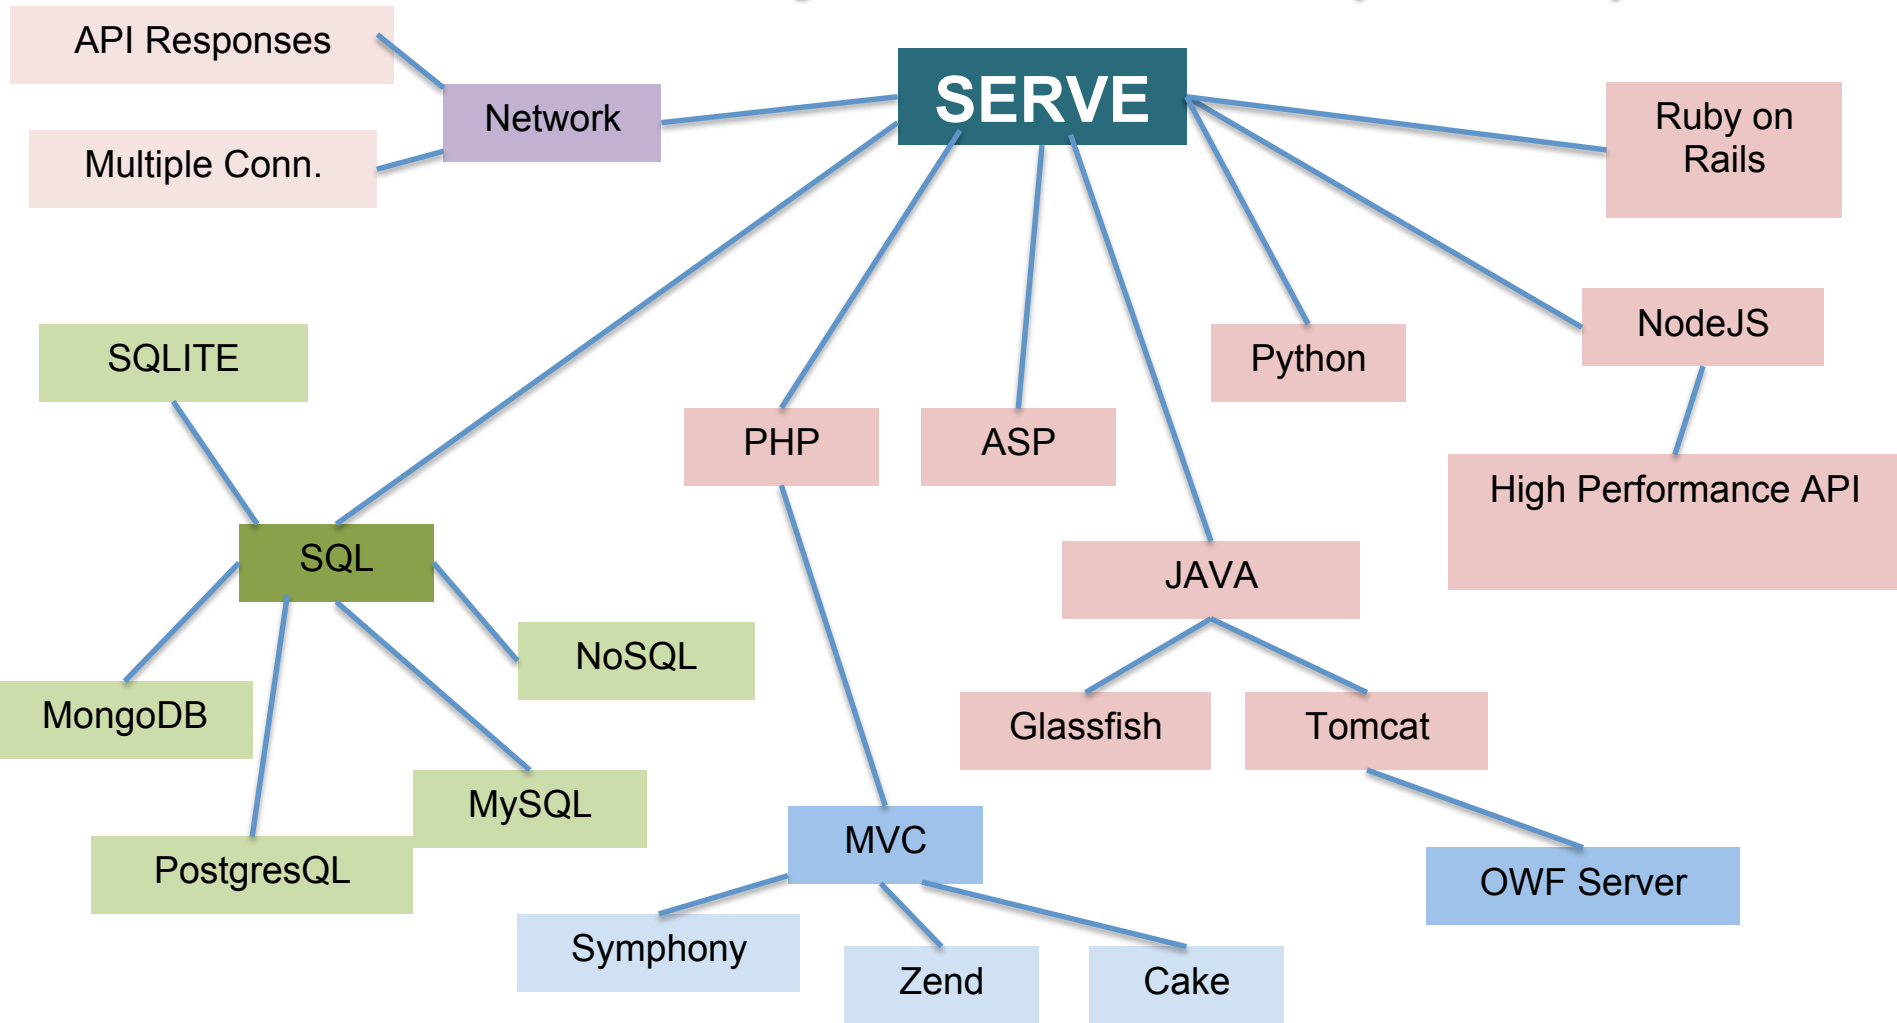 API Responses
SERVE
Network
Ruby on
Rails
Multiple Conn.
NodeJS
SQLITE
Python
PHP
ASP
High Performance API
SQL
JAVA
NoSQL
MongoDB
Glassfish
Tomcat
MySQL
MVC
PostgresQL
OWF Server
Symphony
Zend
Cake